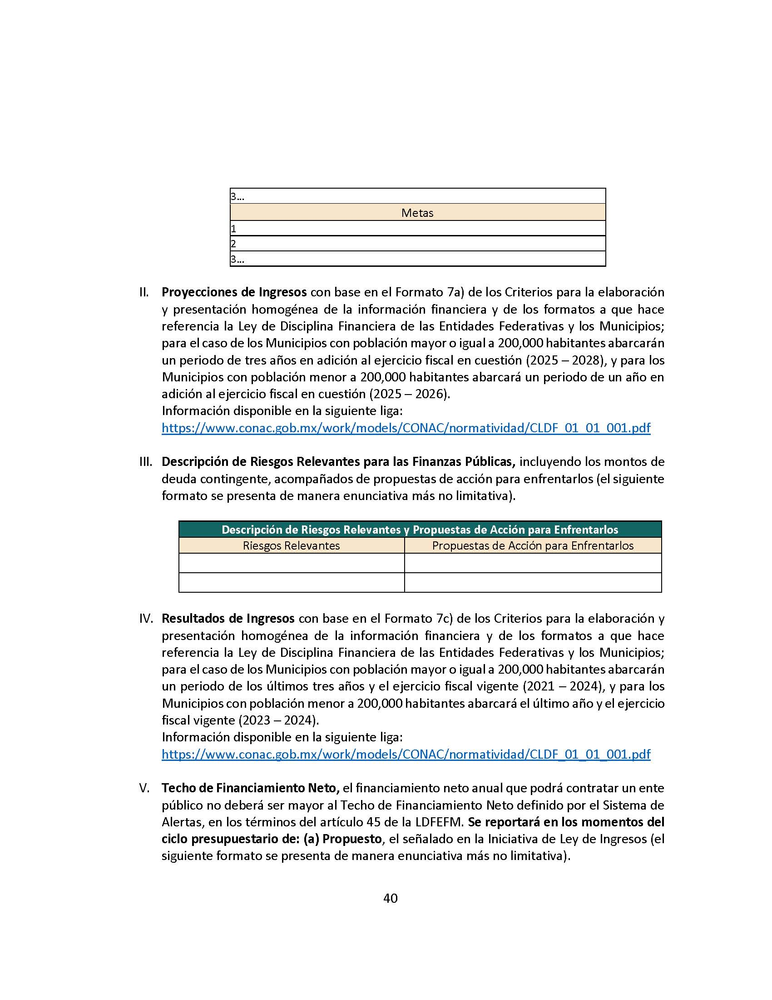 3...
Metas
1
2
3...
II. Proyecciones de Ingresos con base en el Formato 7a) de los Criterios para la elaboración
y presentación homogénea de la información financiera y de los formatos a que hace
referencia la Ley de Disciplina Financiera de las Entidades Federativas y los Municipios;
para el caso de los Municipios con población mayor o igual a 200,000 habitantes abarcarán
un periodo de tres años en adición al ejercicio fiscal en cuestión (2025 – 2028), y para los
Municipios con población menor a 200,000 habitantes abarcará un periodo de un año en
adición al ejercicio fiscal en cuestión (2025 – 2026).
Información disponible en la siguiente liga:
https://www.conac.gob.mx/work/models/CONAC/normatividad/CLDF_01_01_001.pdf
III. Descripción de Riesgos Relevantes para las Finanzas Públicas, incluyendo los montos de
deuda contingente, acompañados de propuestas de acción para enfrentarlos (el siguiente
formato se presenta de manera enunciativa más no limitativa).
Descripción de Riesgos Relevantes y Propuestas de Acción para Enfrentarlos
Riesgos Relevantes Propuestas de Acción para Enfrentarlos
IV. Resultados de Ingresos con base en el Formato 7c) de los Criterios para la elaboración y
presentación homogénea de la información financiera y de los formatos a que hace
referencia la Ley de Disciplina Financiera de las Entidades Federativas y los Municipios;
para el caso de los Municipios con población mayor o igual a 200,000 habitantes abarcarán
un periodo de los últimos tres años y el ejercicio fiscal vigente (2021 – 2024), y para los
Municipios con población menor a 200,000 habitantes abarcará el último año y el ejercicio
fiscal vigente (2023 – 2024).
Información disponible en la siguiente liga:
https://www.conac.gob.mx/work/models/CONAC/normatividad/CLDF_01_01_001.pdf
V. Techo de Financiamiento Neto, el financiamiento neto anual que podrá contratar un ente
público no deberá ser mayor al Techo de Financiamiento Neto definido por el Sistema de
Alertas, en los términos del artículo 45 de la LDFEFM. Se reportará en los momentos del
ciclo presupuestario de: (a) Propuesto, el señalado en la Iniciativa de Ley de Ingresos (el
siguiente formato se presenta de manera enunciativa más no limitativa).
40